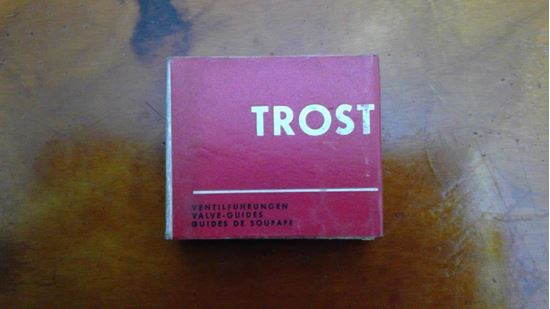 TROST
VENTILFUHRUNGEN
VALVE-GUIDES
GUIDES DE SOUPAPE